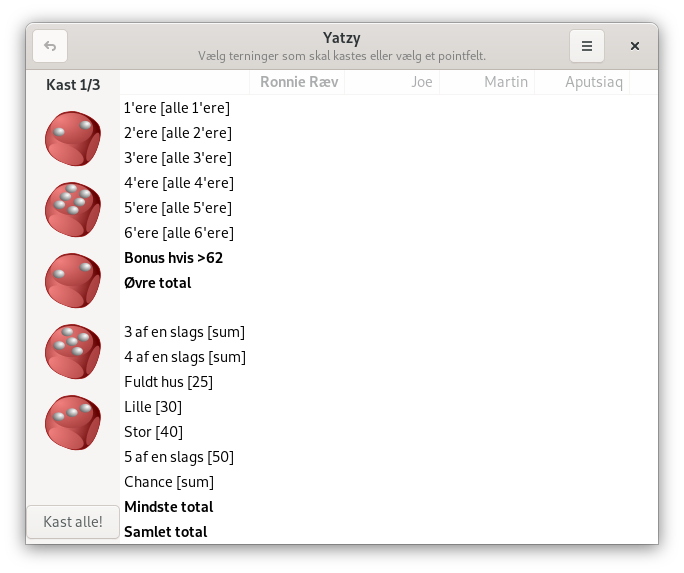 Yatzy
Vælg terninger som skal kastes eller vælg et pointfelt.
Kast 1/3
Ronnie Ræv Joe Martin Aputsiaq
1'ere [alle 1'ere]
2'ere [alle 2'ere]
3'ere [alle 3'ere]
4'ere [alle 4'ere]
5'ere [alle 5'ere]
6'ere [alle 6'ere]
Bonus hvis >62
Øvre total
3 af en slags [sum]
4 af en slags [sum]
Fuldt hus [25]
Lille [30]
Stor [40]
5 af en slags [50]
Chance [sum]
Mindste total
Samlet total
Kast alle!